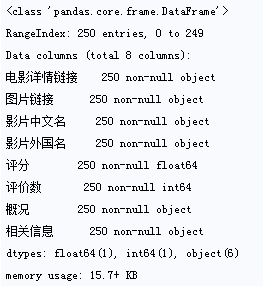 <class 'pandas.core.frame.DataFrame'>
RangeIndex: 250 entries, 0 to 249
Data columns (total 8 columns):
电影详情链接    250 non-null object
图片链接      250 non-null object
影片中文名     250 non-null object
影片外国名     250 non-null object
评分        250 non-null float64
评价数       250 non-null int64
概况        250 non-null object
相关信息      250 non-null object
dtypes: float64(1), int64(1), object(6)
memory usage: 15.7+ KB